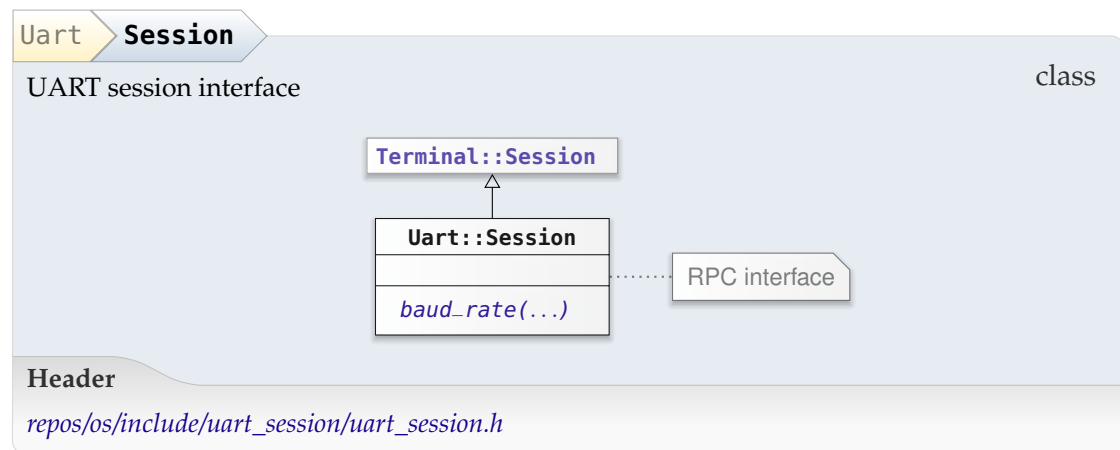 Uart Session
class
UART session interface
Terminal::Session
Uart::Session
RPC interface
baud_rate(...)
Header
repos/os/include/uart_session/uart_session.h